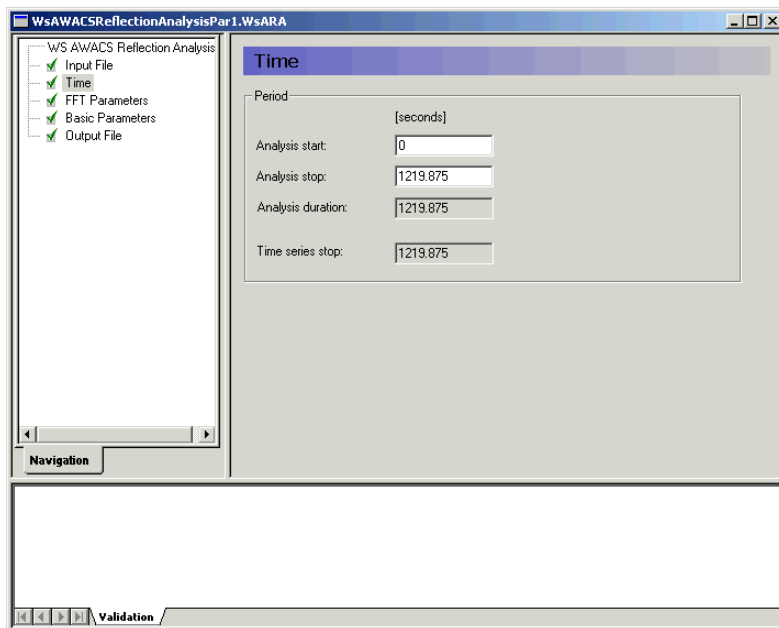 WsAWACSReflectionAnalysisPar1.WsARA
WS AWACS Reflection Analysis
Input File
Time
FFT Parameters
Basic Parameters
Output File
Navigation
Time
Period
[seconds]
Analysis start: 0
Analysis stop: 1219.875
Analysis duration: 1219.875
Time series stop: 1219.875
Validation